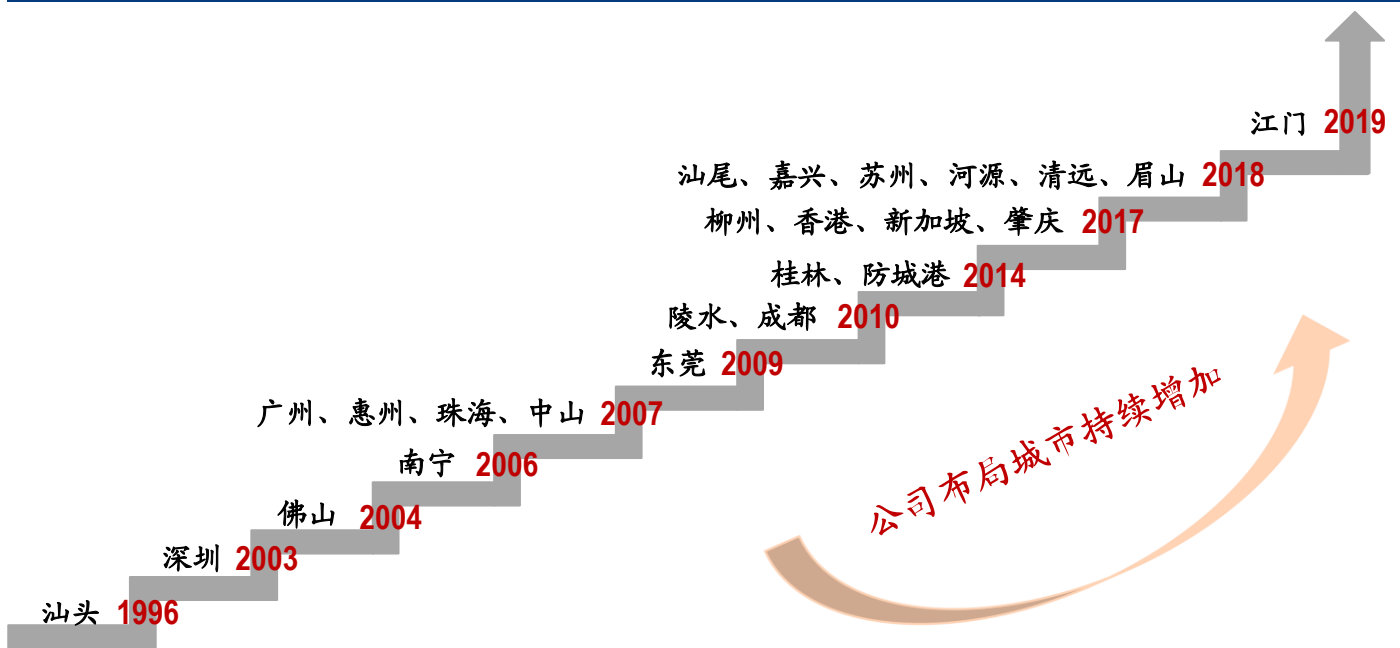 江门 2019
汕尾、嘉兴、苏州、河源、清远、眉山 2018
柳州、香港、新加坡、肇庆 2017
桂林、防城港 2014
陵水、成都 2010
东莞 2009
广州、惠州、珠海、中山 2007
南宁 2006
佛山 2004
深圳 2003
汕头 1996
公司布局城市持续增加